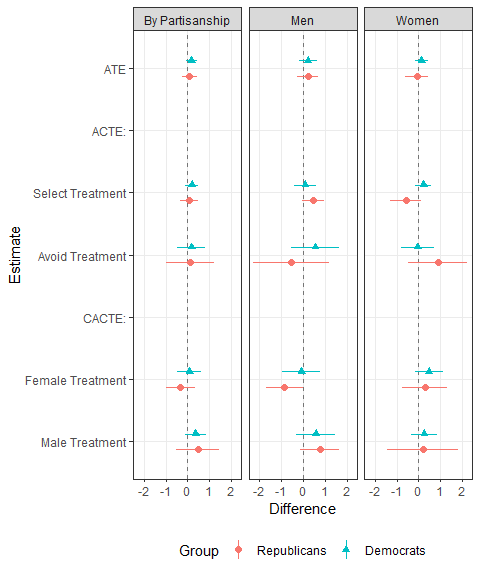 By Partisanship Men Women
ATE
ACTE:
Select Treatment
Avoid Treatment
CACTE:
Female Treatment
Male Treatment
Estimate
-2 -1 0 1 2 -2 -1 0 1 2 -2 -1 0 1 2
Difference
Group Republicans Democrats